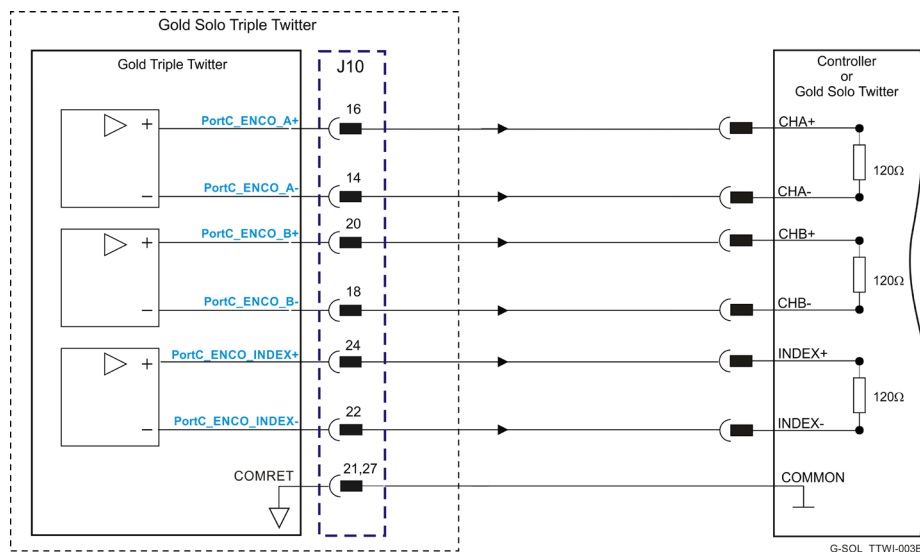 Gold Solo Triple Twitter
Gold Triple Twitter
J10
Controller
or
Gold Solo Twitter
+
PortC_ENCO_A+
16
CHA+
120Ω
−
PortC_ENCO_A-
14
CHA-
+
PortC_ENCO_B+
20
CHB+
120Ω
−
PortC_ENCO_B-
18
CHB-
+
PortC_ENCO_INDEX+
24
INDEX+
120Ω
−
PortC_ENCO_INDEX-
22
INDEX-
COMRET
21,27
COMMON